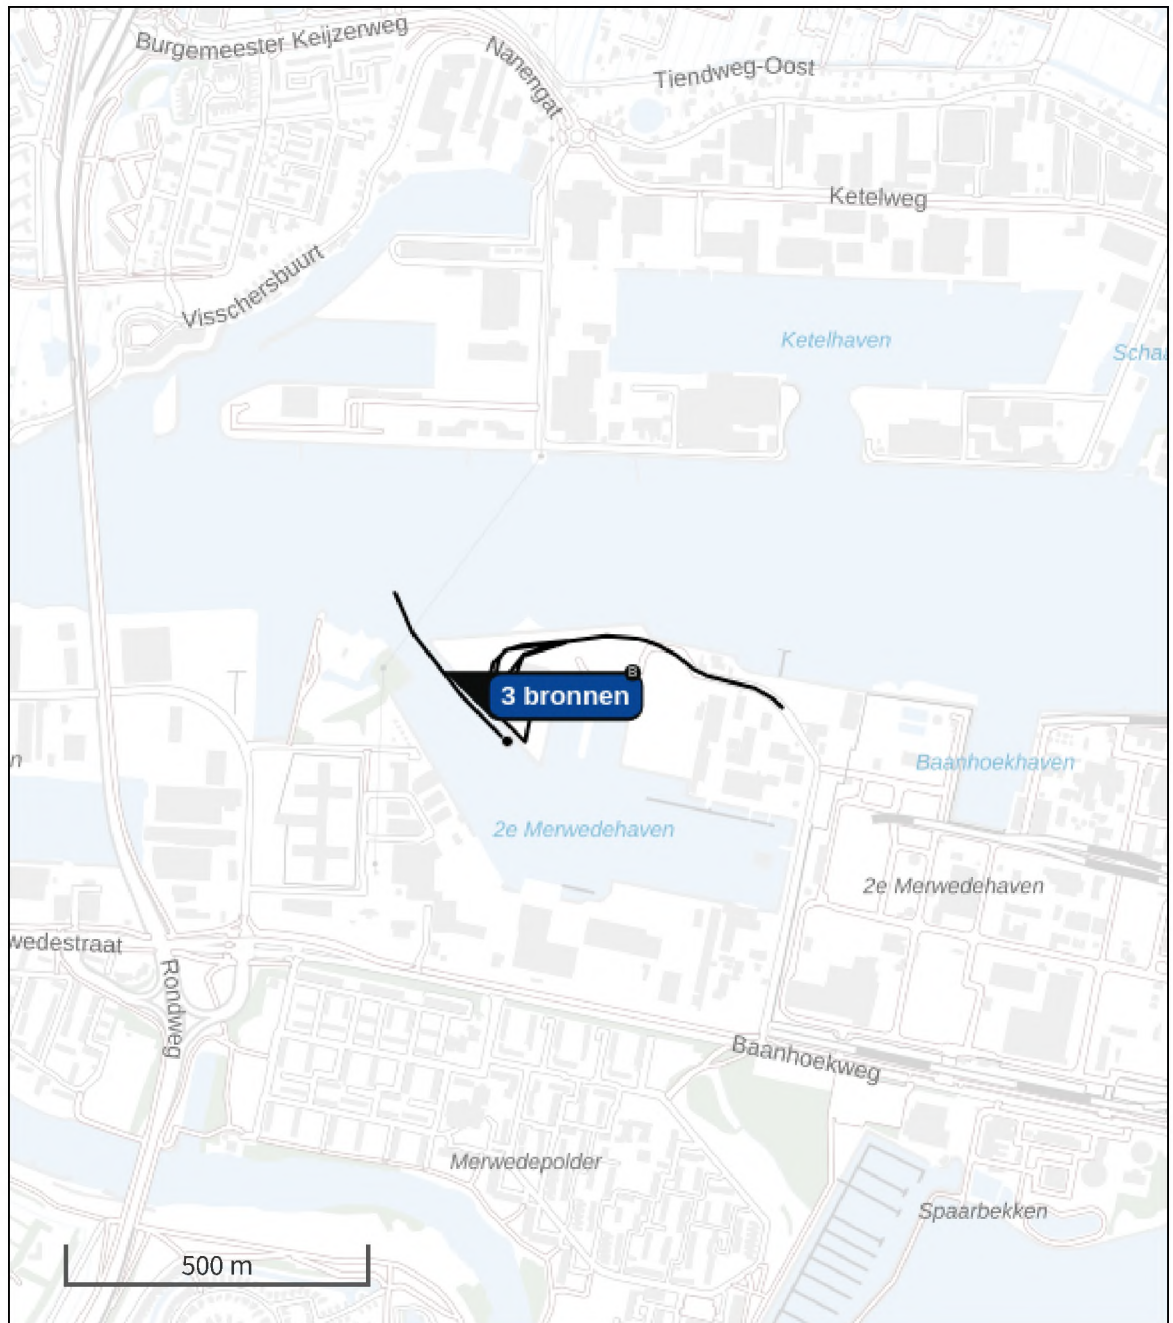 Burgemeester Keijzerweg
Nanengat
Tiendweg-Oost
Ketelweg
Visschersbuurt
Ketelhaven
Schaa
B
3 bronnen
n
Baanhoekhaven
2e Merwedehaven
2e Merwedehaven
wedestraat
Rondweg
Baanhoekweg
Merwedepolder
Spaarbekken
500 m